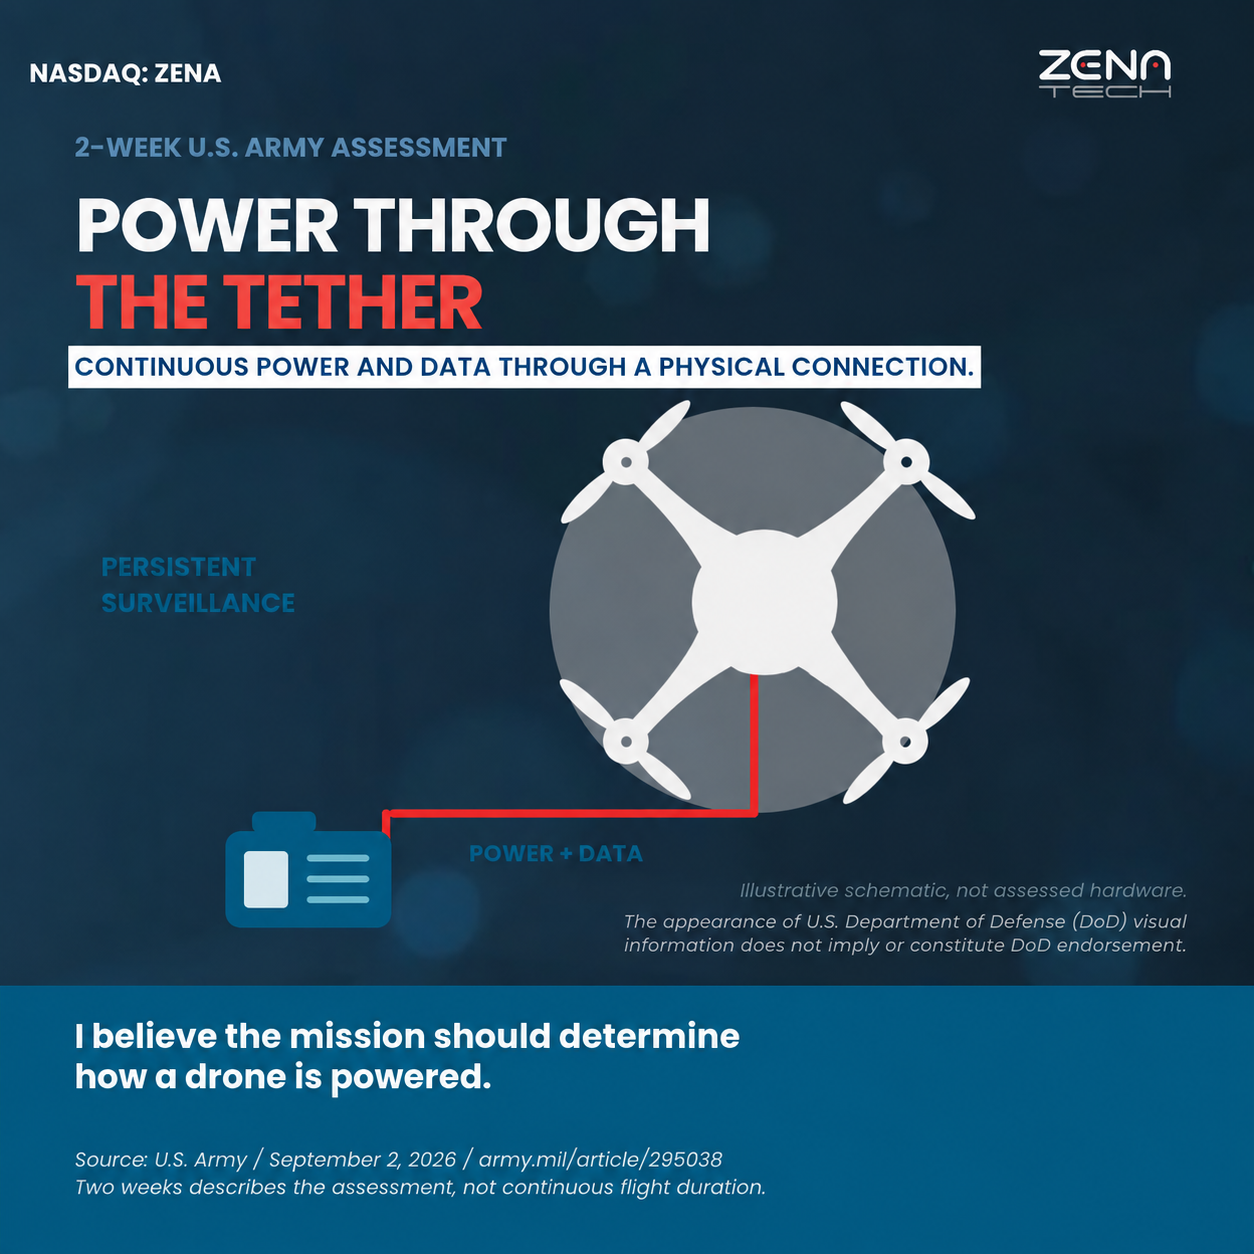 NASDAQ: ZENA
ZENA
TECH
2-WEEK U.S. ARMY ASSESSMENT
POWER THROUGH
THE TETHER
CONTINUOUS POWER AND DATA THROUGH A PHYSICAL CONNECTION.
PERSISTENT
SURVEILLANCE
POWER + DATA
Illustrative schematic, not assessed hardware.
The appearance of U.S. Department of Defense (DoD) visual
information does not imply or constitute DoD endorsement.
I believe the mission should determine
how a drone is powered.
Source: U.S. Army / September 2, 2026 / army.mil/article/295038
Two weeks describes the assessment, not continuous flight duration.